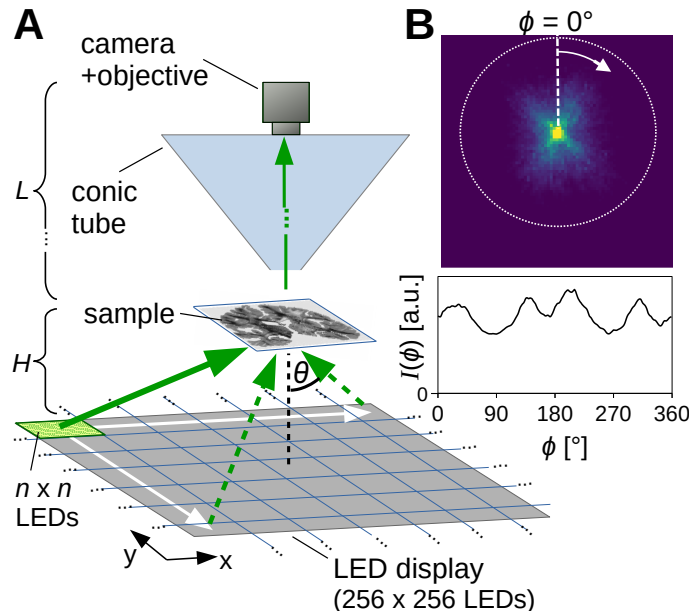 A
camera
+objective
L
conic
tube
sample
H
θ
n x n
LEDs
y
x
LED display
(256 x 256 LEDs)
B
ϕ = 0°
I(ϕ) [a.u.]
0
0 90 180 270 360
ϕ [°]